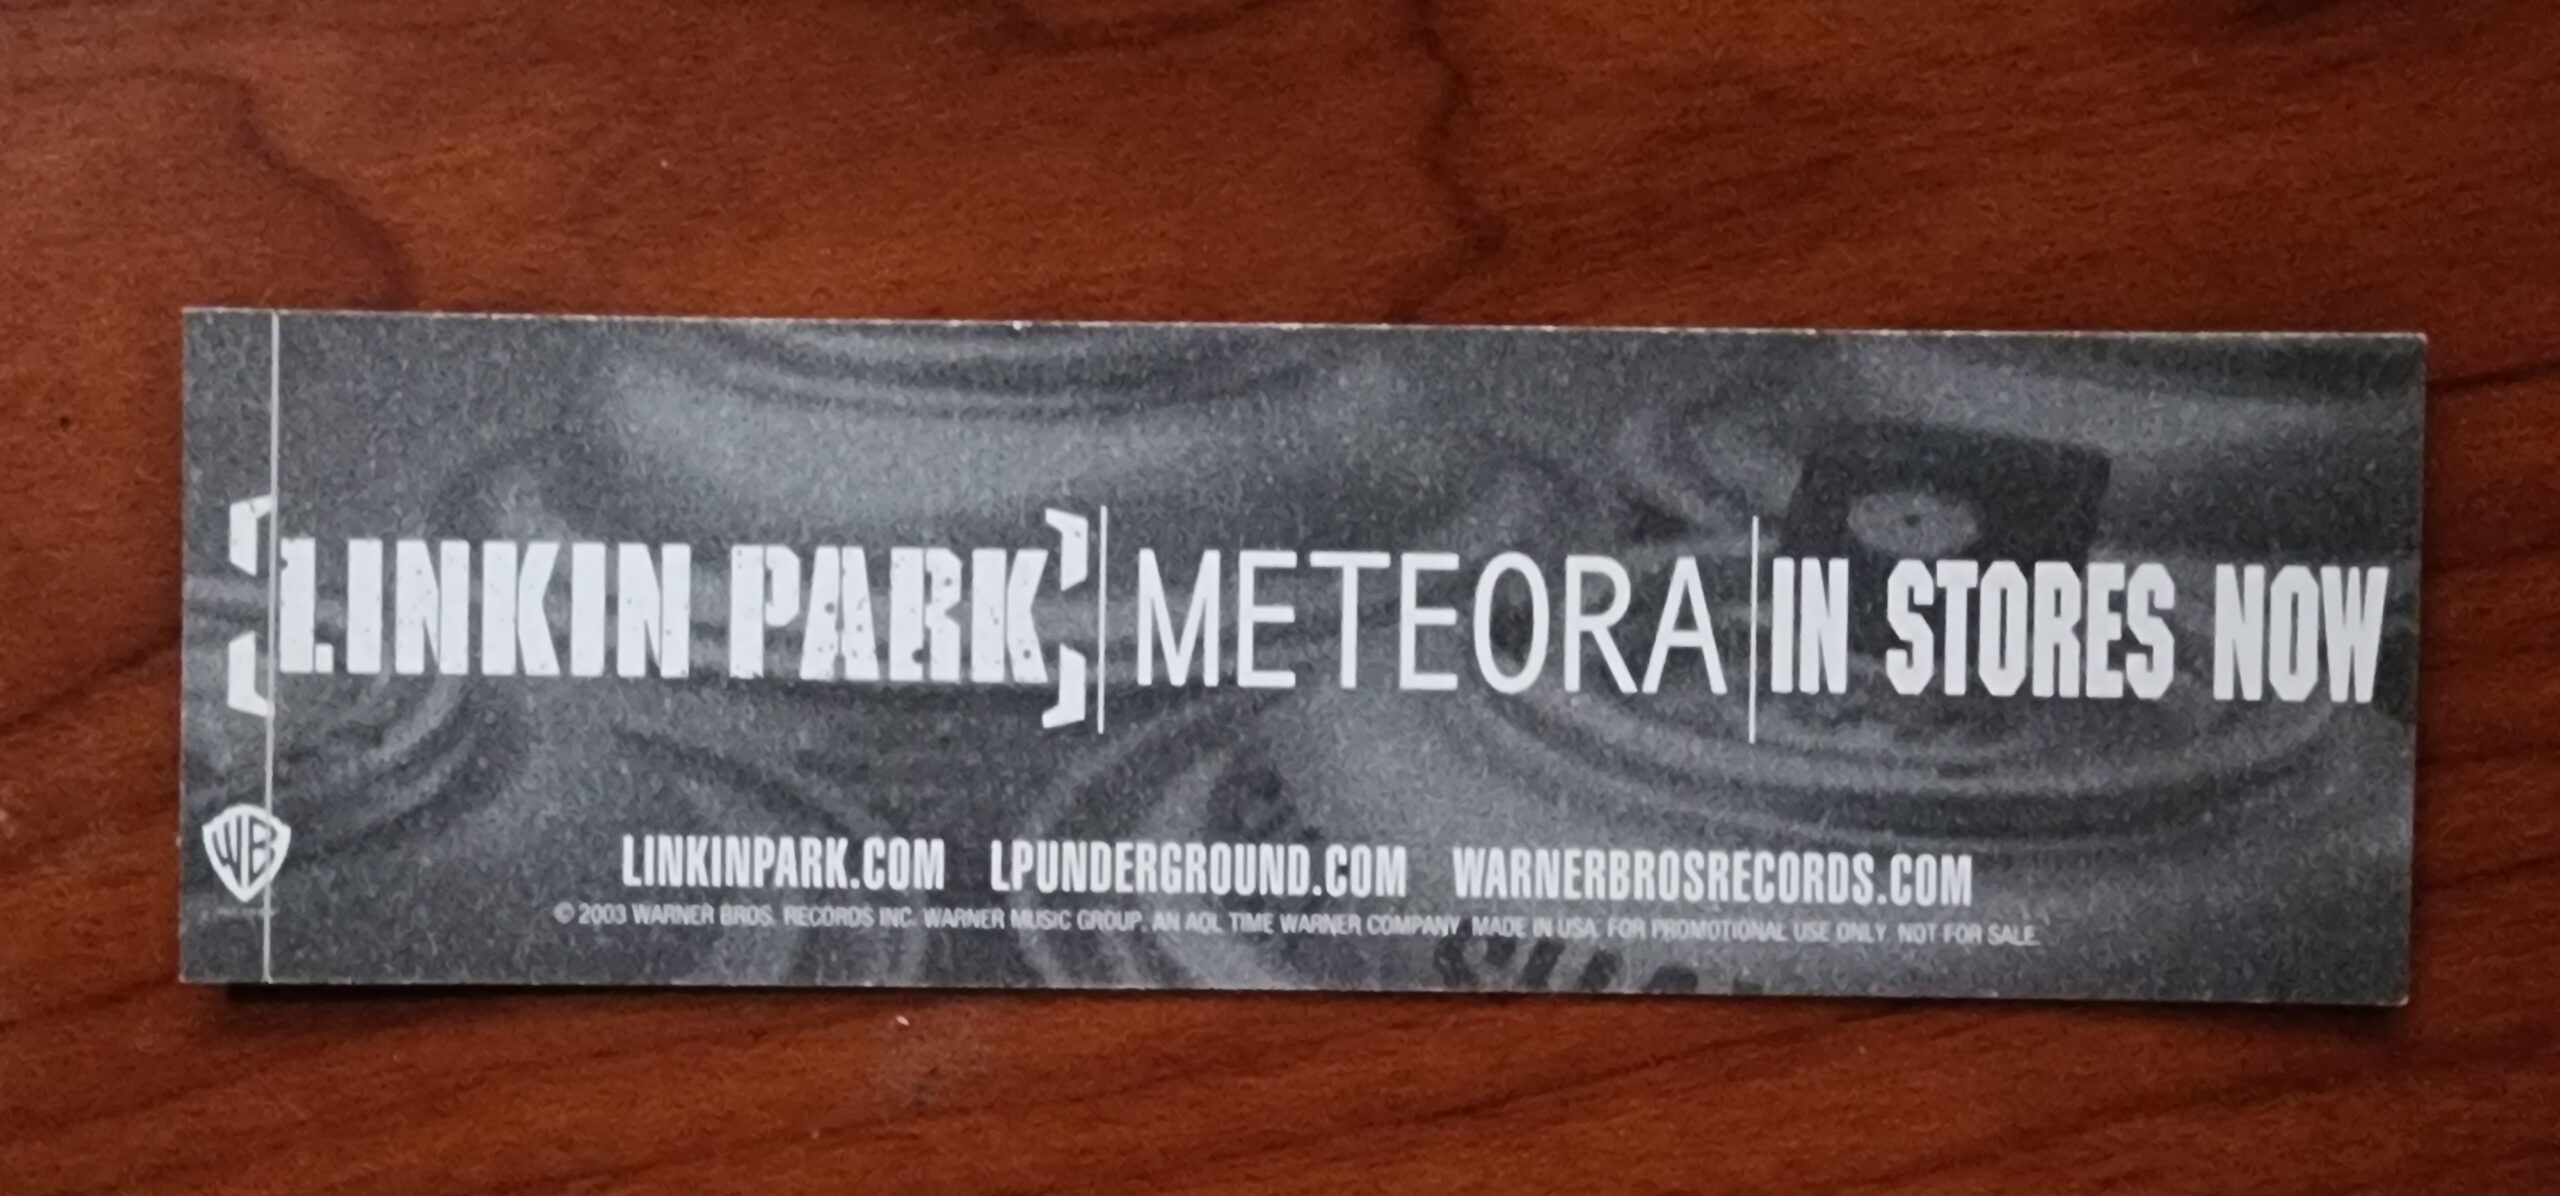 [LINKIN PARK] | METEORA | IN STORES NOW
WB
LINKINPARK.COM LPUNDERGROUND.COM WARNERBROSRECORDS.COM
© 2003 WARNER BROS. RECORDS INC. WARNER MUSIC GROUP, AN AOL TIME WARNER COMPANY. MADE IN USA. FOR PROMOTIONAL USE ONLY. NOT FOR SALE.